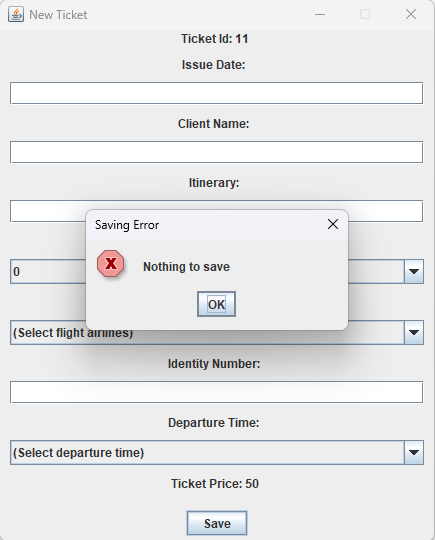 New Ticket
Ticket Id: 11
Issue Date:
Client Name:
Itinerary:
Saving Error
Nothing to save
OK
0
(Select flight airlines)
Identity Number:
Departure Time:
(Select departure time)
Ticket Price: 50
Save